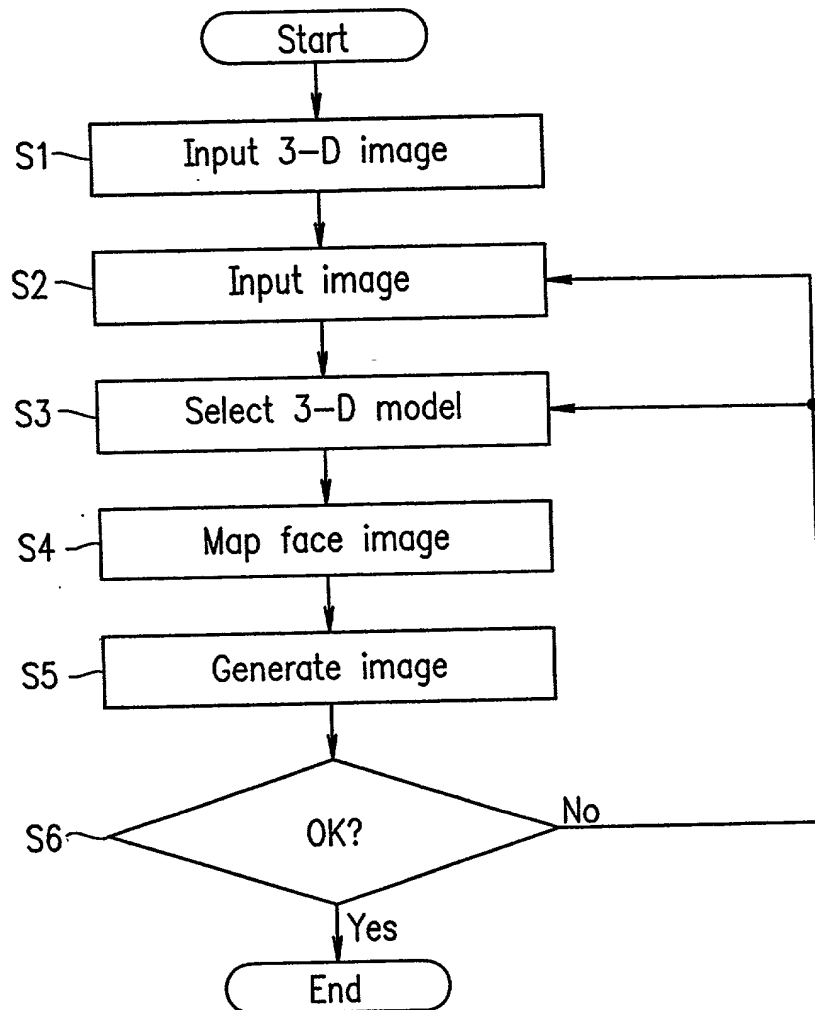 Start
S1 Input 3-D image
S2 Input image
S3 Select 3-D model
S4 Map face image
S5 Generate image
S6 OK? No
Yes
End